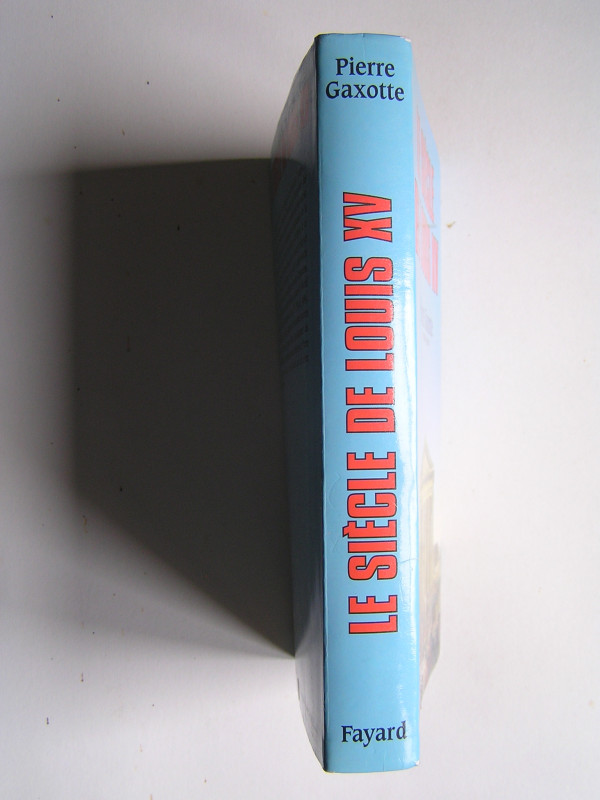 Pierre
Gaxotte
LE SIÈCLE DE LOUIS XV
Fayard